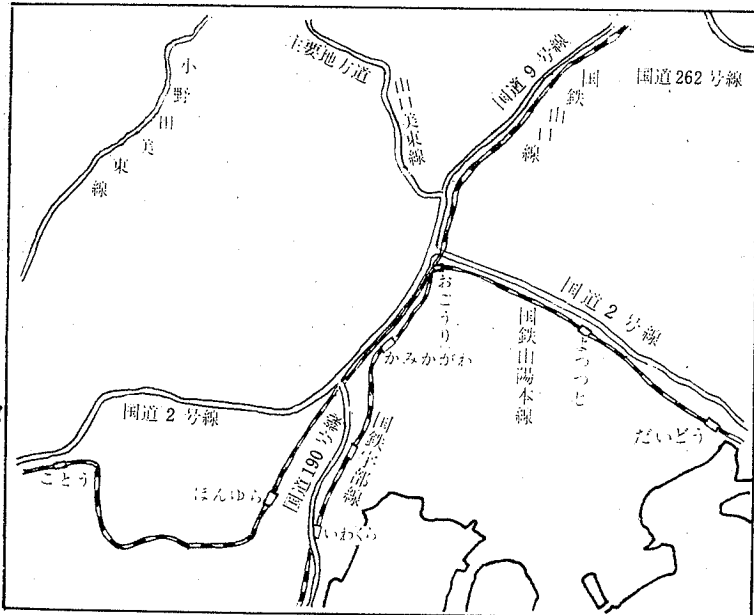 小野田美東線
主要地方道
山口美東線
国道9号線
国鉄山口線
国道262号線
おごうり
国道2号線
国鉄山陽本線
よつつじ
かみかがわ
だいどう
国道2号線
ことう
ほんゆら
国道190号線
国鉄宇部線
いわくら